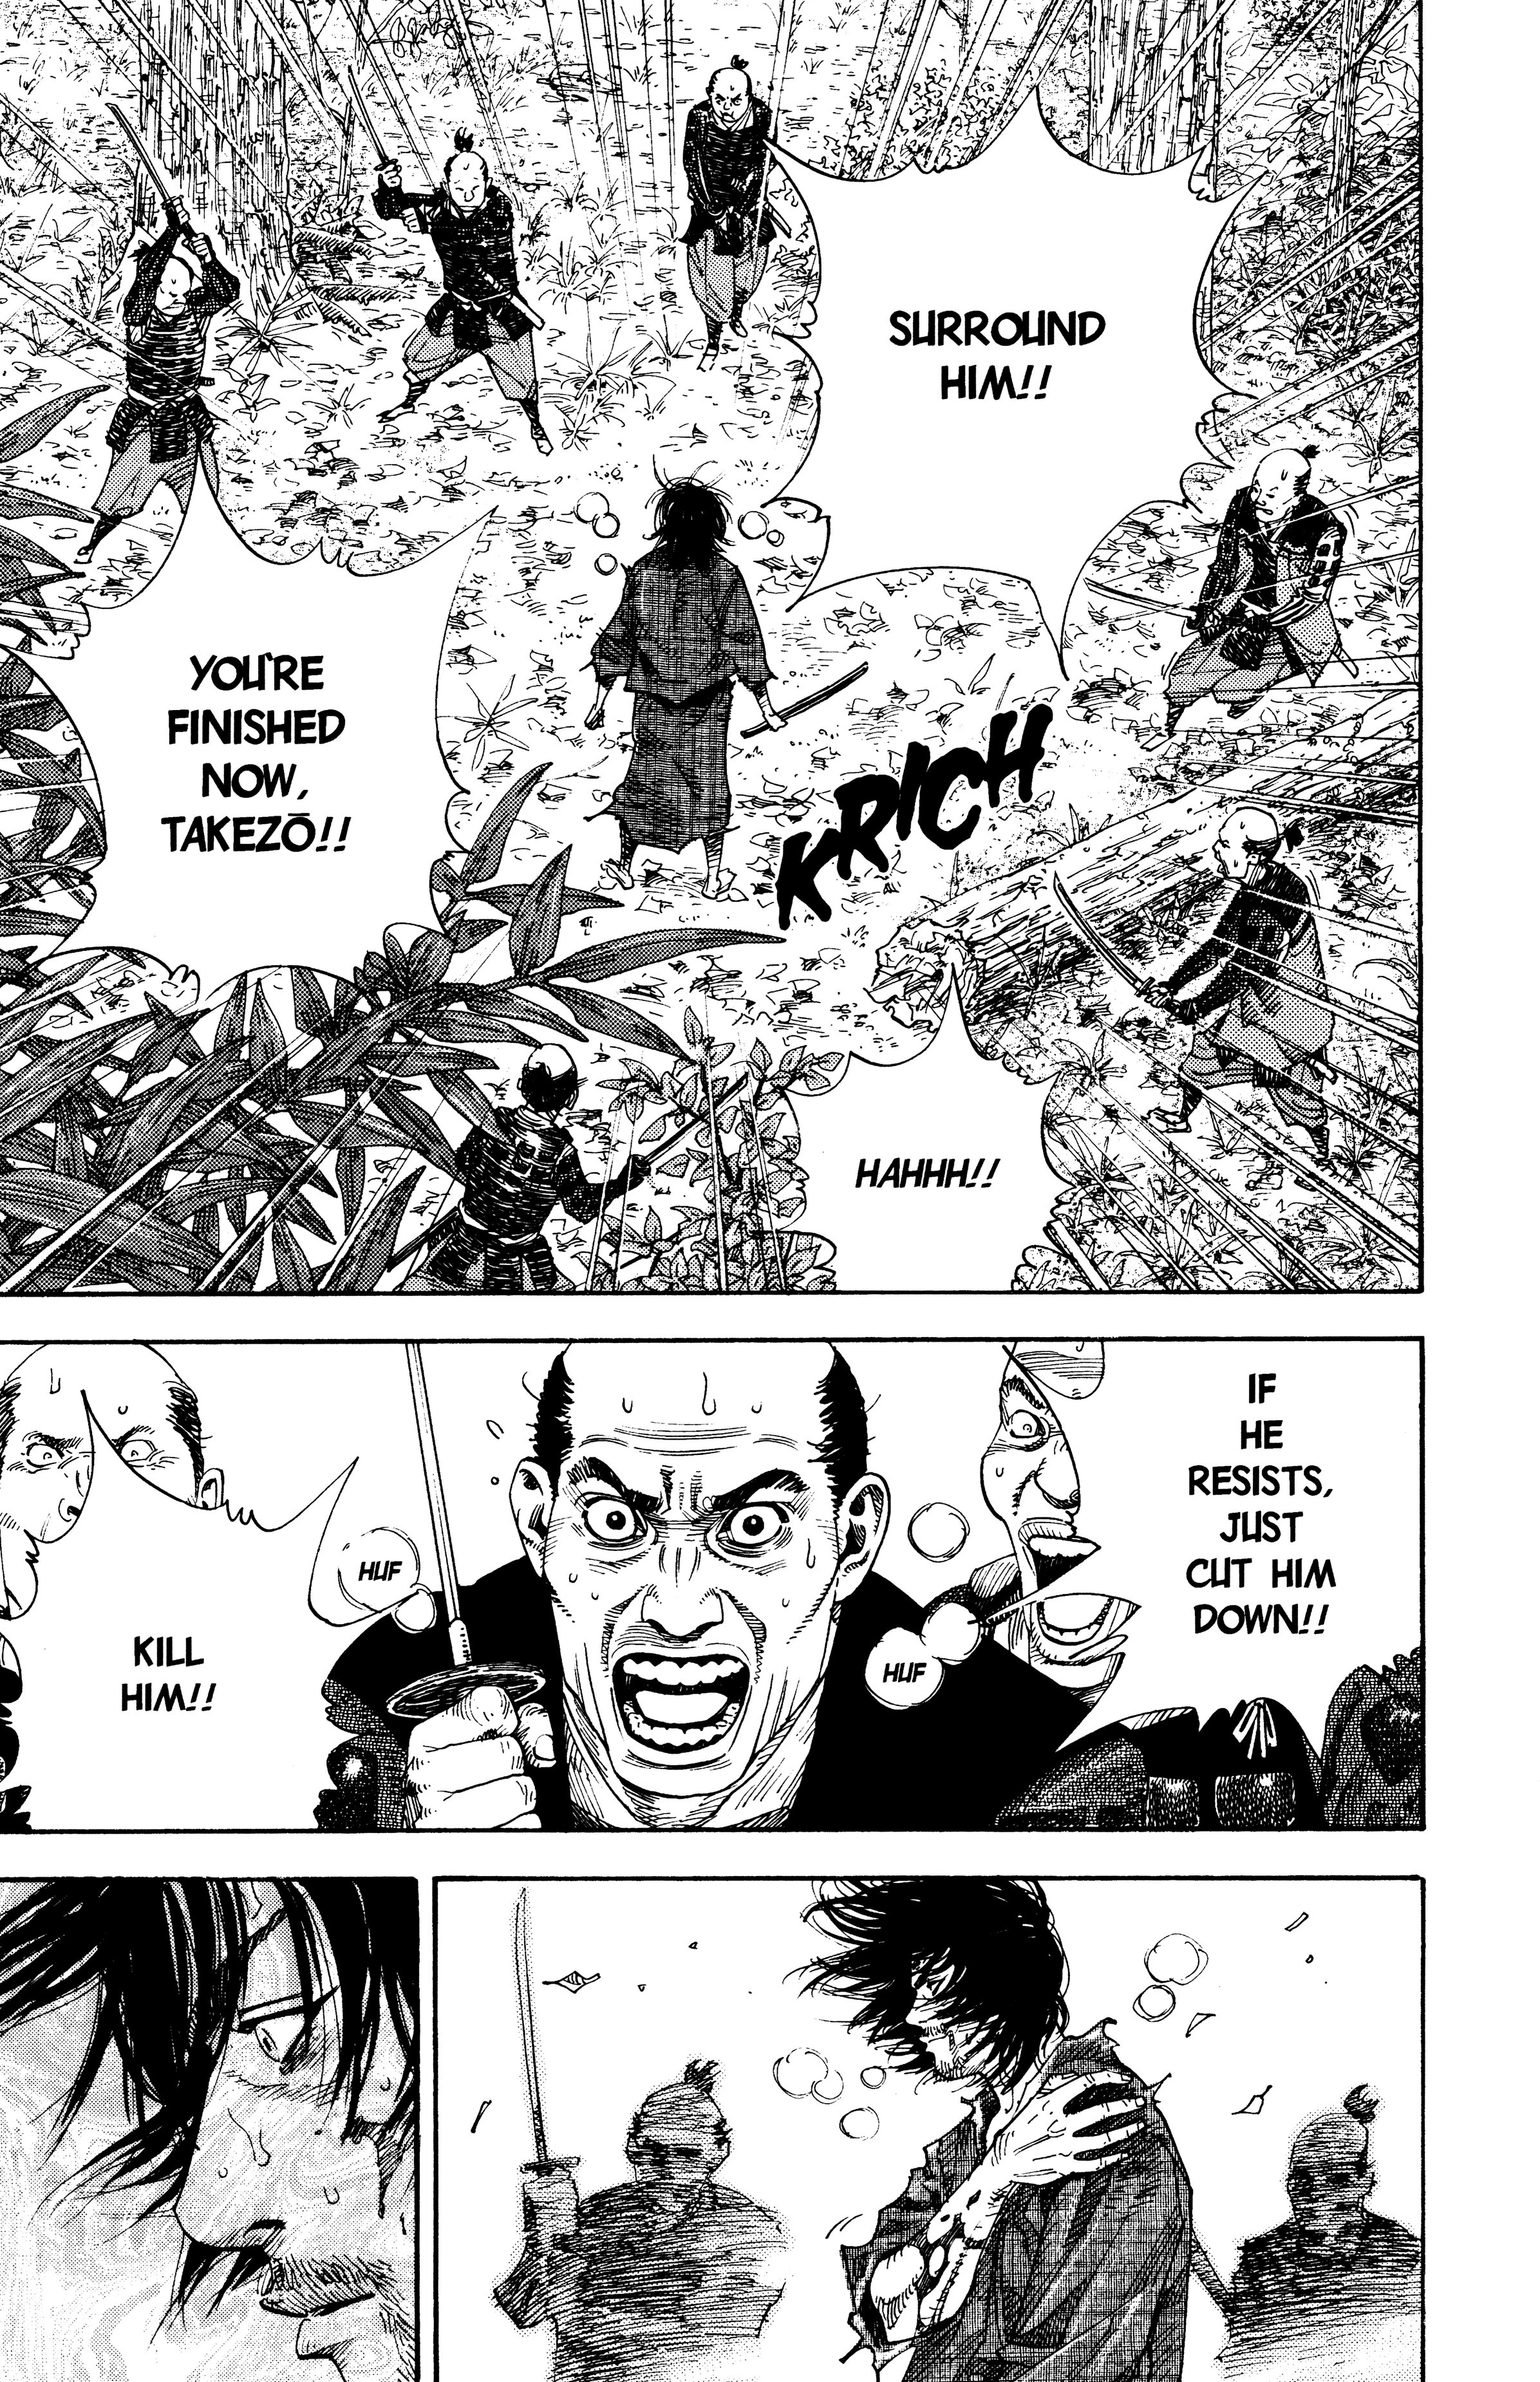 SURROUND
HIM!!
YOU'RE
FINISHED
NOW,
TAKEZŌ!!
KRICH
HAHHH!!
IF
HE
RESISTS,
JUST
CUT HIM
DOWN!!
HUF
HUF
KILL
HIM!!